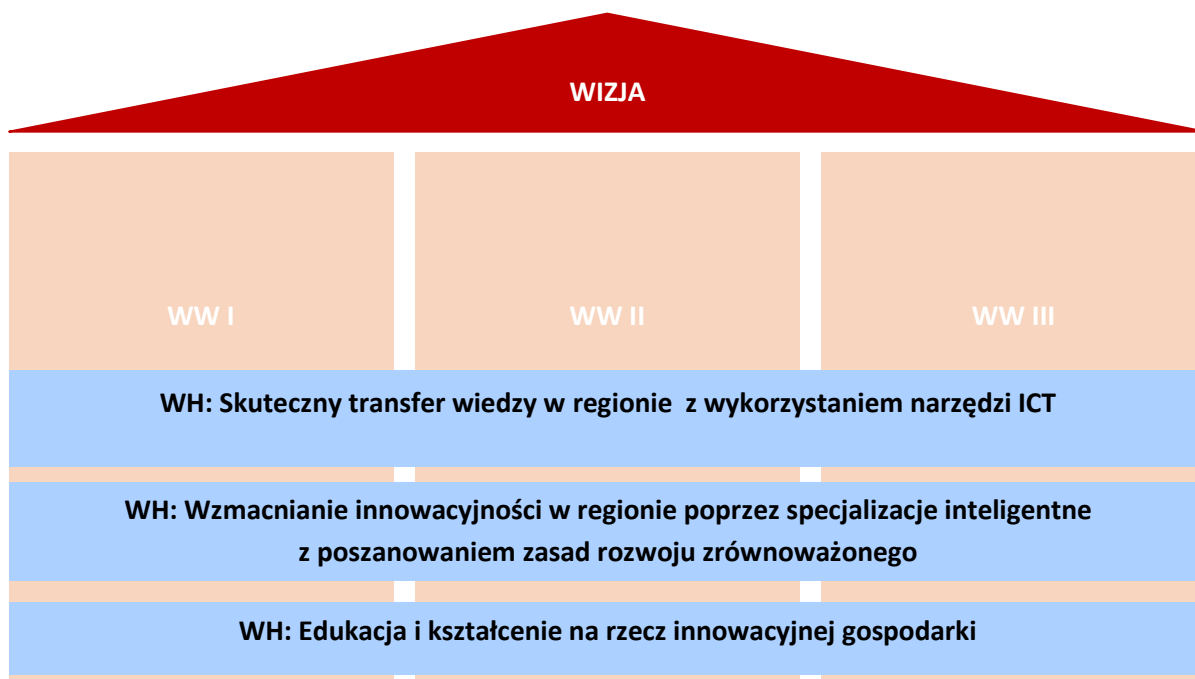 WIZJA
WW I
WW II
WW III
WH: Skuteczny transfer wiedzy w regionie z wykorzystaniem narzędzi ICT
WH: Wzmacnianie innowacyjności w regionie poprzez specjalizacje inteligentne
z poszanowaniem zasad rozwoju zrównoważonego
WH: Edukacja i kształcenie na rzecz innowacyjnej gospodarki